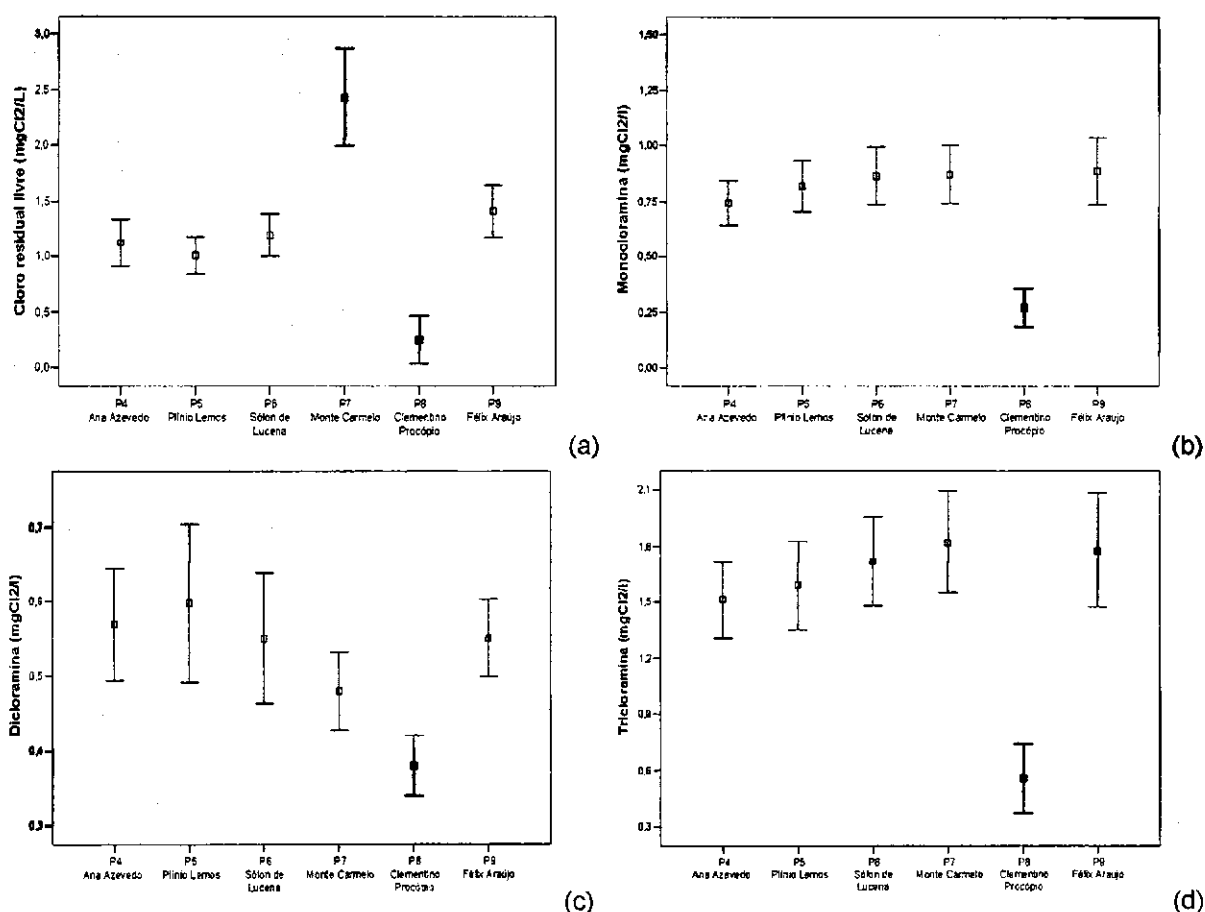 Cloro residual livre (mgCl2/L)
3,0
2,5
2,0
1,5
1,0
0,5
0,0
P4 P5 P6 P7 P8 P9
Ana Azevedo Plínio Lemos Sólon de Monte Carmelo Clementino Félix Araújo
Lucena Procópio
(a)
Monocloramina (mgCl2/l)
1,50
1,25
1,00
0,75
0,50
0,25
0,00
P4 P5 P6 P7 P8 P9
Ana Azevedo Plínio Lemos Sólon de Monte Carmelo Clementino Félix Araújo
Lucena Procópio
(b)
Dicloramina (mgCl2/l)
0,7
0,6
0,5
0,4
0,3
P4 P5 P6 P7 P8 P9
Ana Azevedo Plínio Lemos Sólon de Monte Carmelo Clementino Félix Araújo
Lucena Procópio
(c)
Tricloramina (mgCl2/l)
2,1
1,8
1,5
1,2
0,9
0,6
0,3
P4 P5 P6 P7 P8 P9
Ana Azevedo Plínio Lemos Sólon de Monte Carmelo Clementino Félix Araújo
Lucena Procópio
(d)